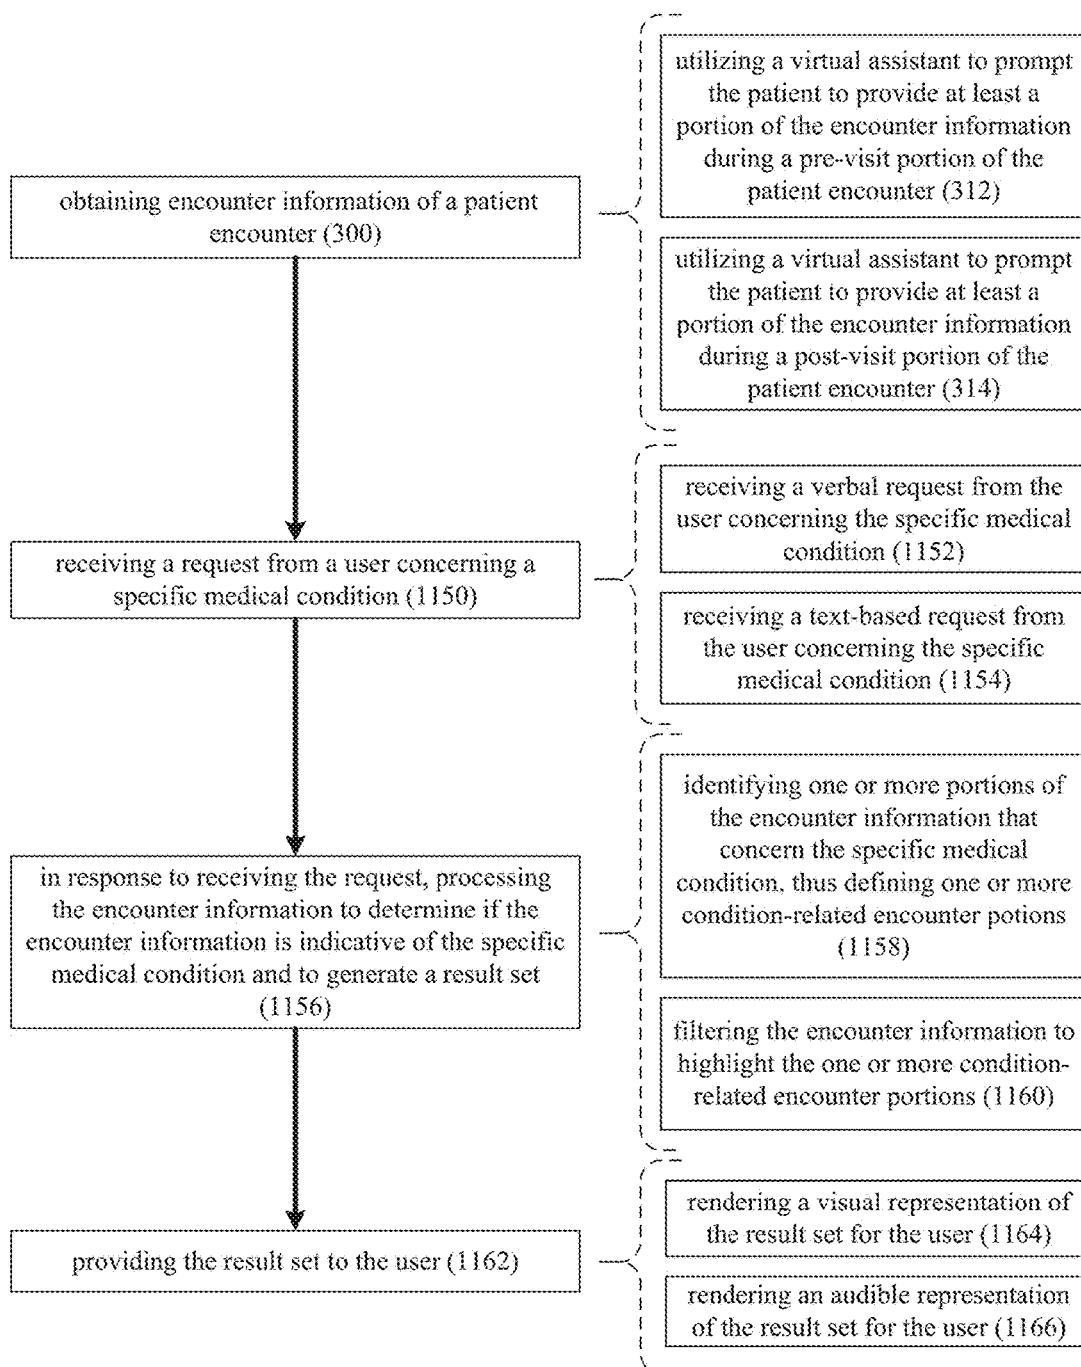 obtaining encounter information of a patient
encounter (300)
utilizing a virtual assistant to prompt
the patient to provide at least a
portion of the encounter information
during a pre-visit portion of the
patient encounter (312)
utilizing a virtual assistant to prompt
the patient to provide at least a
portion of the encounter information
during a post-visit portion of the
patient encounter (314)
receiving a request from a user concerning a
specific medical condition (1150)
receiving a verbal request from the
user concerning the specific medical
condition (1152)
receiving a text-based request from
the user concerning the specific
medical condition (1154)
in response to receiving the request, processing
the encounter information to determine if the
encounter information is indicative of the specific
medical condition and to generate a result set
(1156)
identifying one or more portions of
the encounter information that
concern the specific medical
condition, thus defining one or more
condition-related encounter potions
(1158)
filtering the encounter information to
highlight the one or more condition-
related encounter portions (1160)
providing the result set to the user (1162)
rendering a visual representation of
the result set for the user (1164)
rendering an audible representation
of the result set for the user (1166)